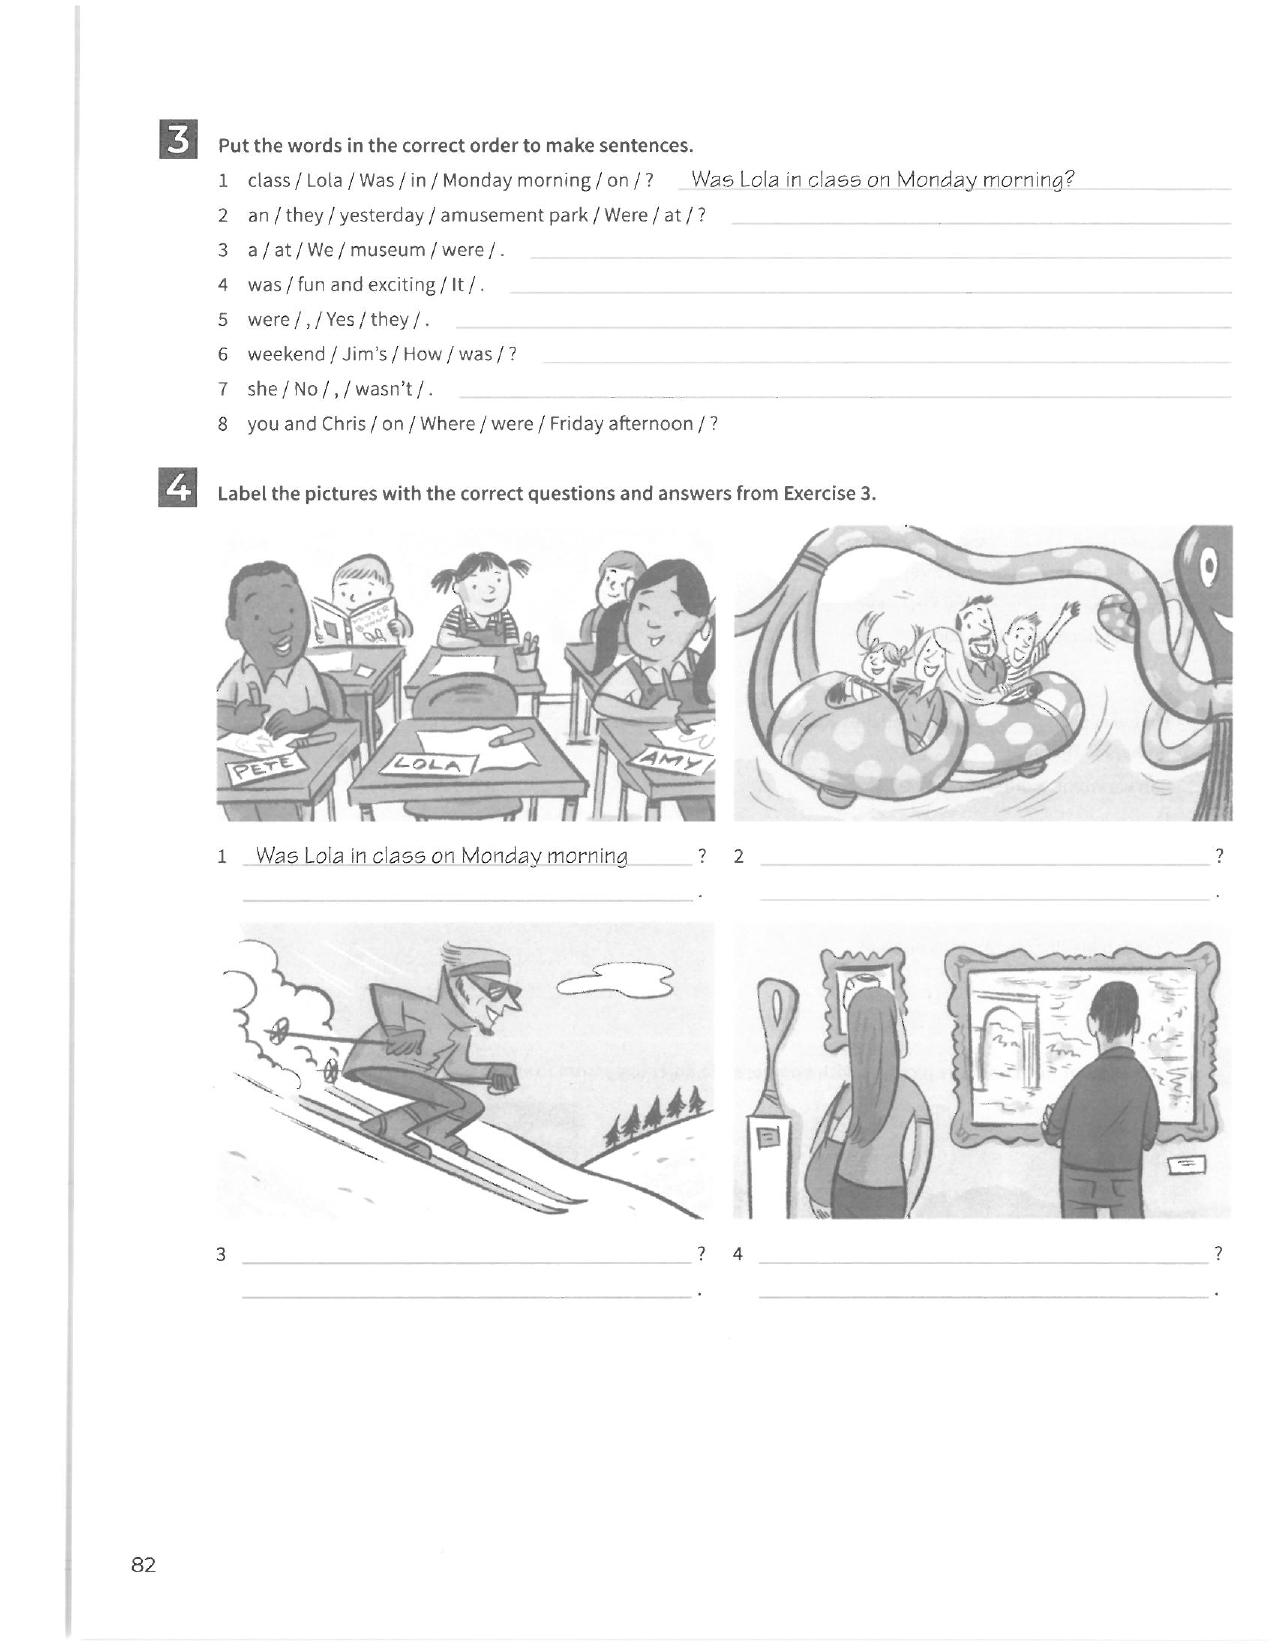 3 Put the words in the correct order to make sentences.
1 class / Lola / Was / in / Monday morning / on / ? Was Lola in class on Monday morning?
2 an / they / yesterday / amusement park / Were / at / ?
3 a / at / We / museum / were / .
4 was / fun and exciting / It / .
5 were / , / Yes / they / .
6 weekend / Jim's / How / was / ?
7 she / No / , / wasn't / .
8 you and Chris / on / Where / were / Friday afternoon / ?
4 Label the pictures with the correct questions and answers from Exercise 3.
PETE LOLA AMY
1 Was Lola in class on Monday morning ? 2 ?
. .
3 ? 4 ?
. .
82